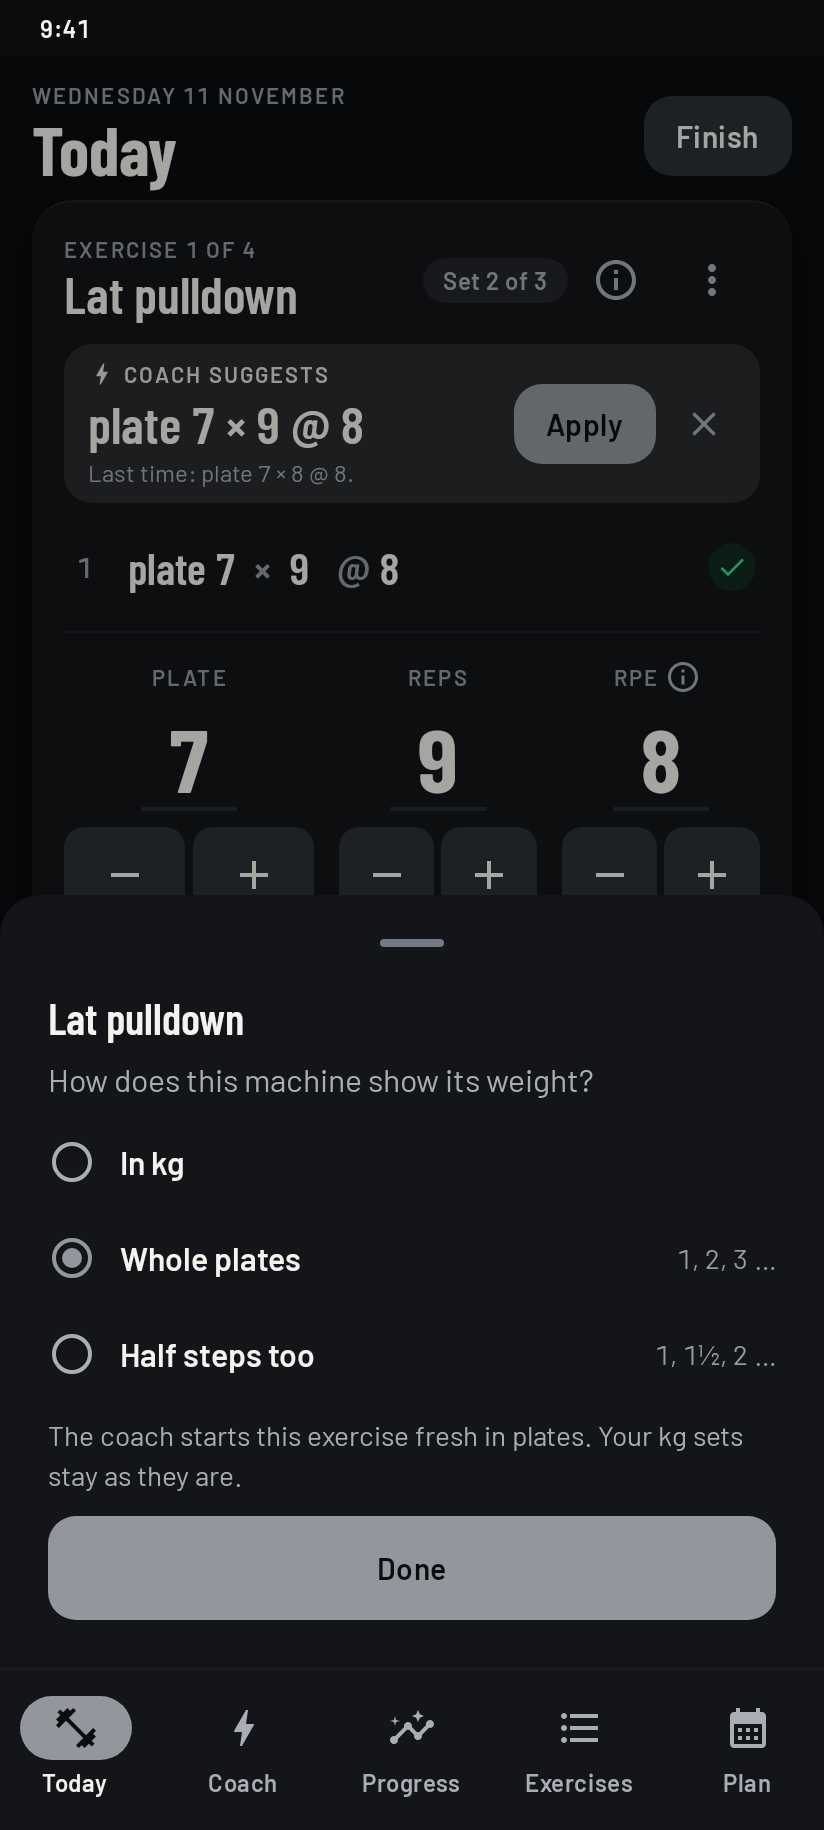 9:41
WEDNESDAY 11 NOVEMBER
Today
Finish
EXERCISE 1 OF 4
Lat pulldown
Set 2 of 3
COACH SUGGESTS
plate 7 × 9 @ 8
Apply
Last time: plate 7 × 8 @ 8.
1 plate 7 × 9 @ 8
PLATE REPS RPE
7 9 8
Lat pulldown
How does this machine show its weight?
In kg
Whole plates 1, 2, 3 ...
Half steps too 1, 1½, 2 ...
The coach starts this exercise fresh in plates. Your kg sets
stay as they are.
Done
Today Coach Progress Exercises Plan